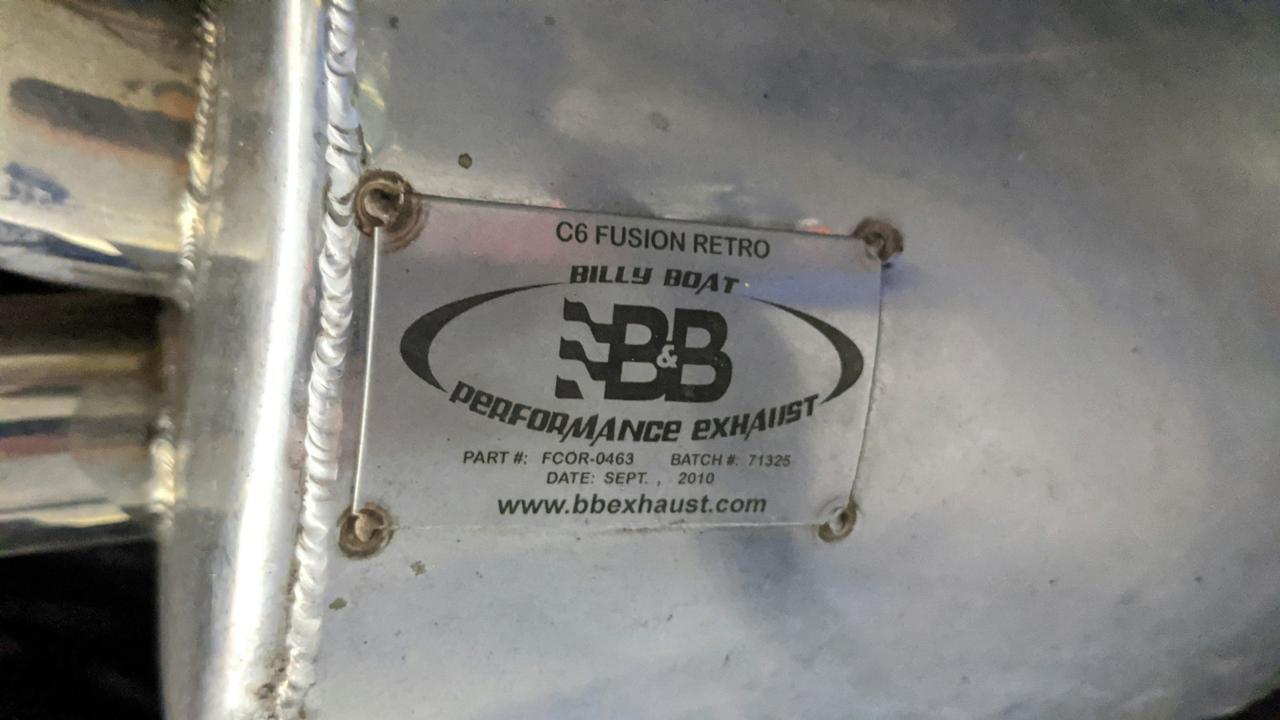 C6 FUSION RETRO
BILLY BOAT
B&B
PERFORMANCE EXHAUST
PART #: FCOR-0463 BATCH #: 71325
DATE: SEPT. , 2010
www.bbexhaust.com